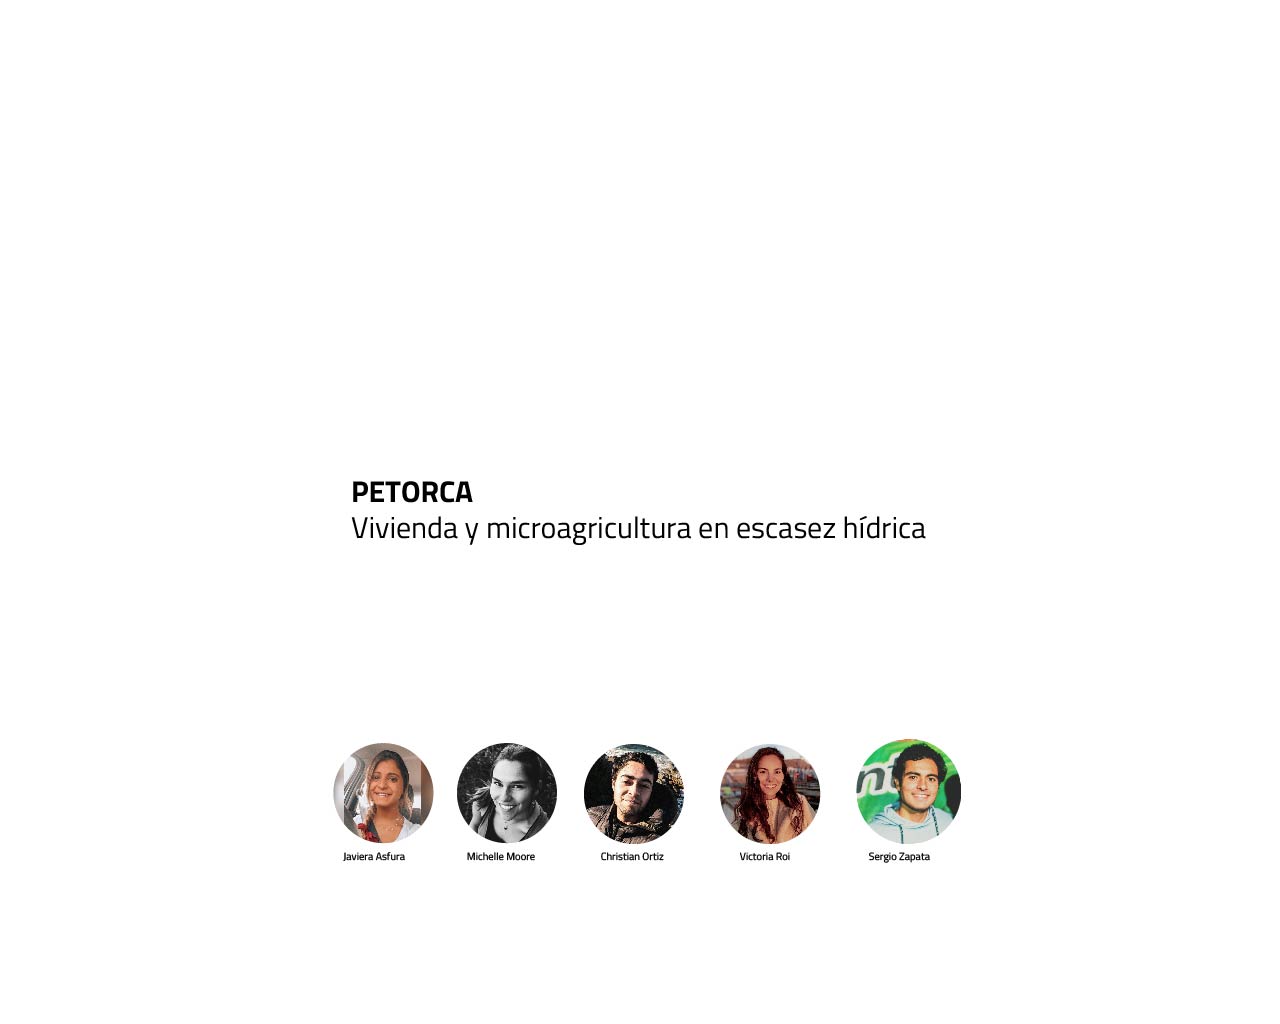 PETORCA
Vivienda y microagricultura en escasez hídrica
Javiera Asfura
Michelle Moore
Christian Ortiz
Victoria Roi
Sergio Zapata